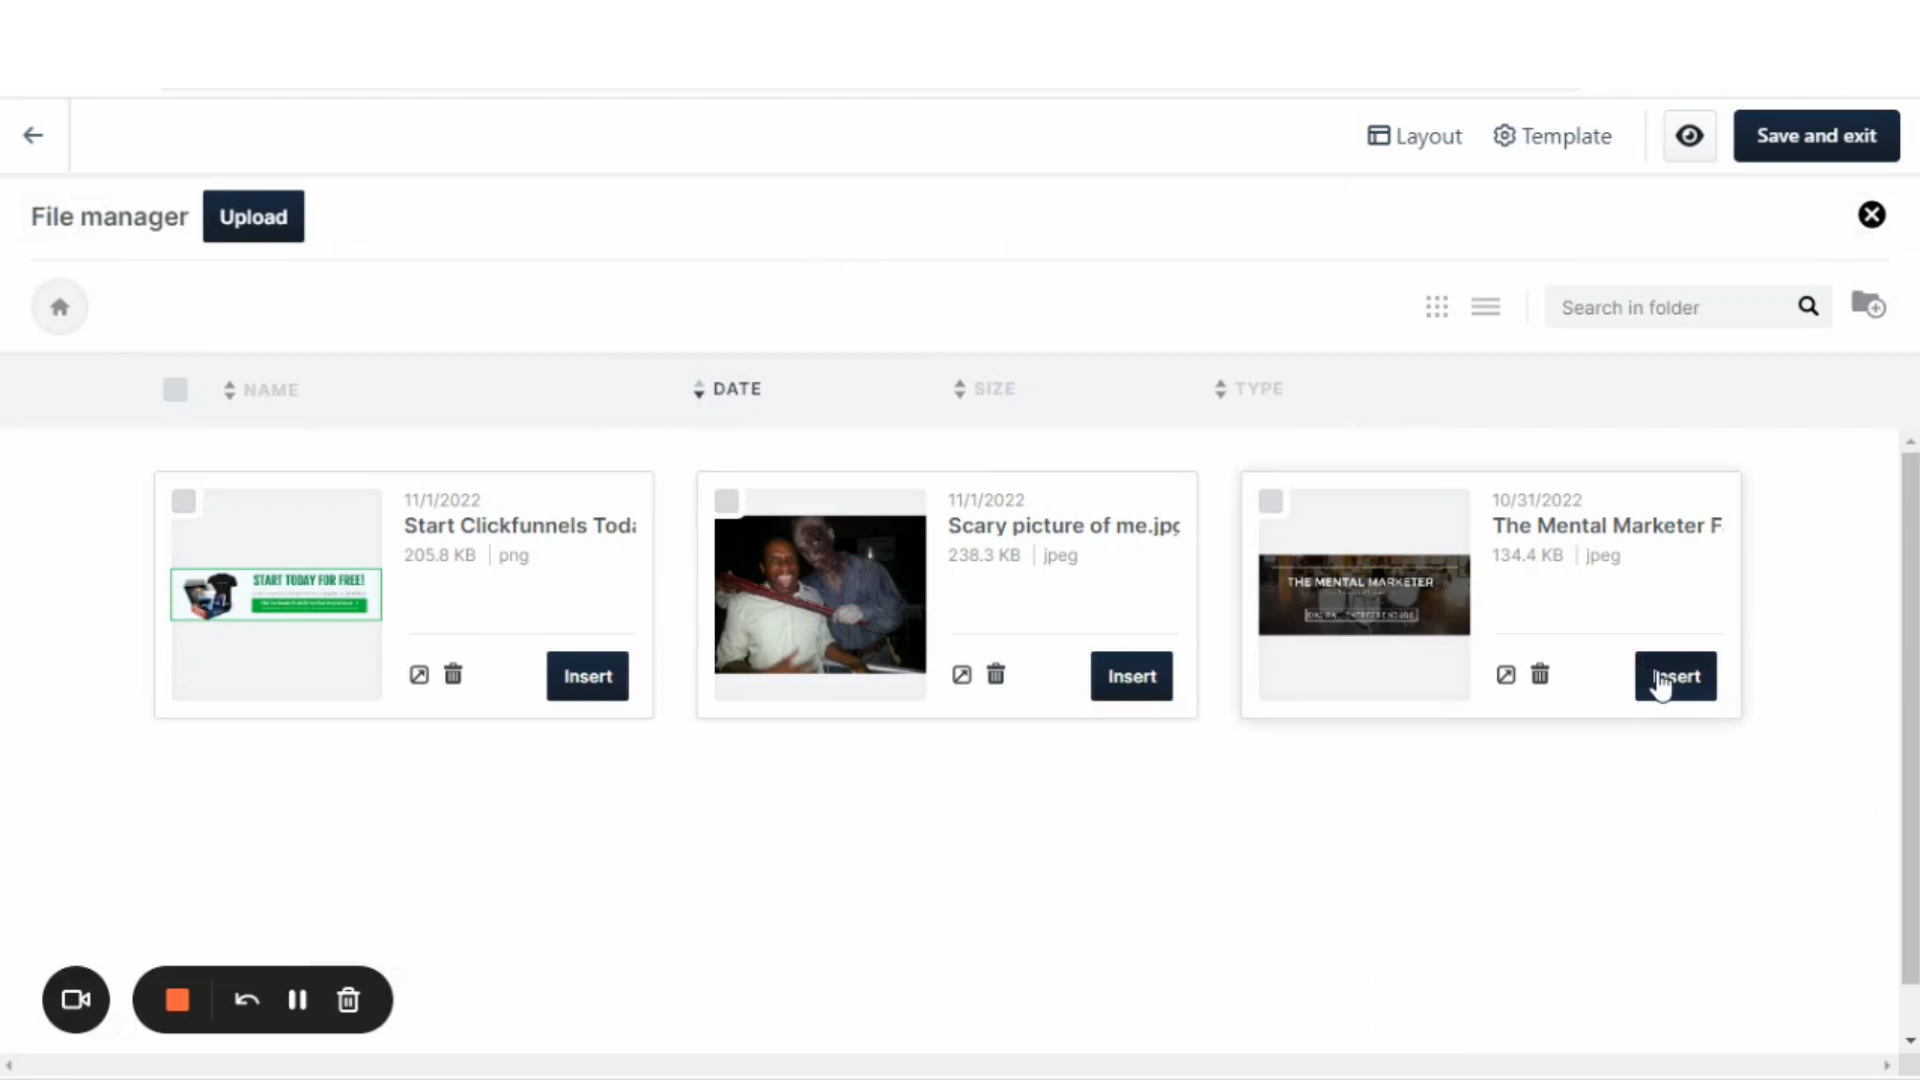 Layout
Template
Save and exit
File manager
Upload
Search in folder
NAME
DATE
SIZE
TYPE
11/1/2022
Start Clickfunnels Toda
205.8 KB
png
START TODAY FOR FREE!
Insert
11/1/2022
Scary picture of me.jpg
238.3 KB
jpeg
Insert
10/31/2022
The Mental Marketer F
134.4 KB
jpeg
THE MENTAL MARKETER
Insert